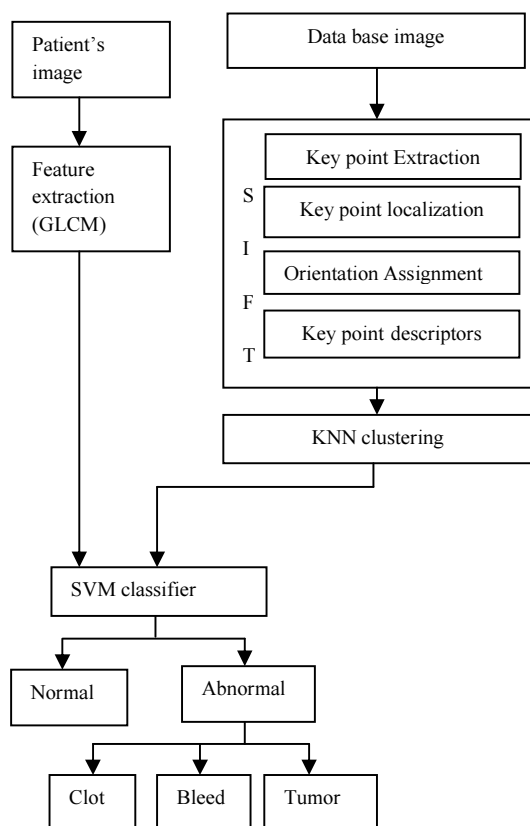 Patient’s
image
Data base image
Feature
extraction
(GLCM)
S
I
F
T
Key point Extraction
Key point localization
Orientation Assignment
Key point descriptors
KNN clustering
SVM classifier
Normal
Abnormal
Clot
Bleed
Tumor